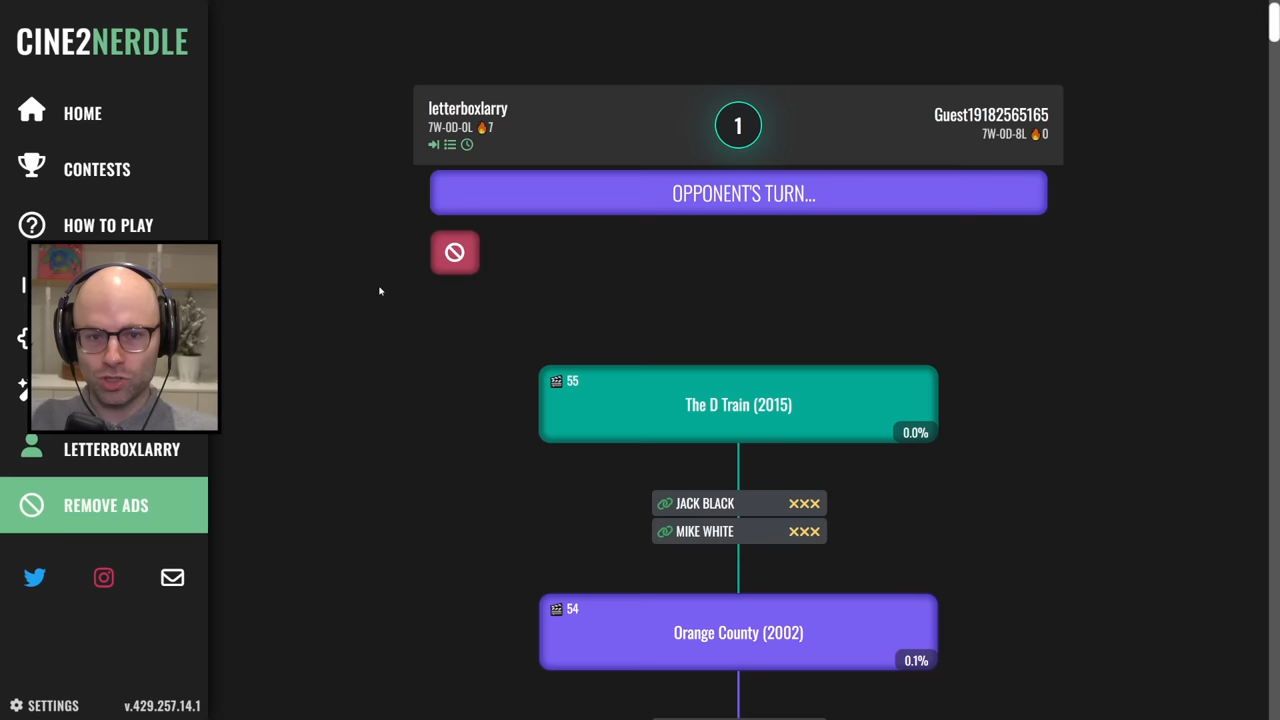 CINE2NERDLE
HOME
CONTESTS
HOW TO PLAY
LETTERBOXLARRY
REMOVE ADS
SETTINGS
v.429.257.14.1
letterboxlarry
7W-0D-0L 🔥7
1
Guest19182565165
7W-0D-8L 🔥0
OPPONENT'S TURN...
55
The D Train (2015)
0.0%
JACK BLACK
XXX
MIKE WHITE
XXX
54
Orange County (2002)
0.1%